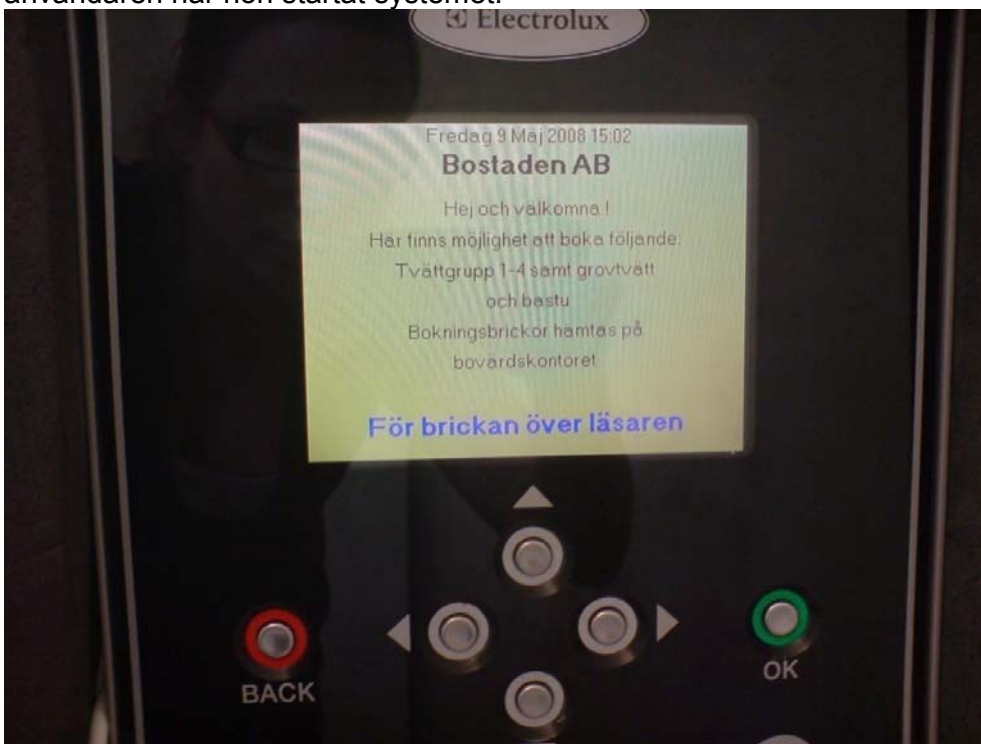 användaren när hen startat systemet.
Electrolux
Fredag 9 Maj 2008 15:02
Bostaden AB
Hej och välkomna !
Här finns möjlighet att boka följande:
Tvättgrupp 1-4 samt grovtvätt
och bastu
Bokningsbrickor hämtas på
bovärdskontoret
För brickan över läsaren
BACK
OK